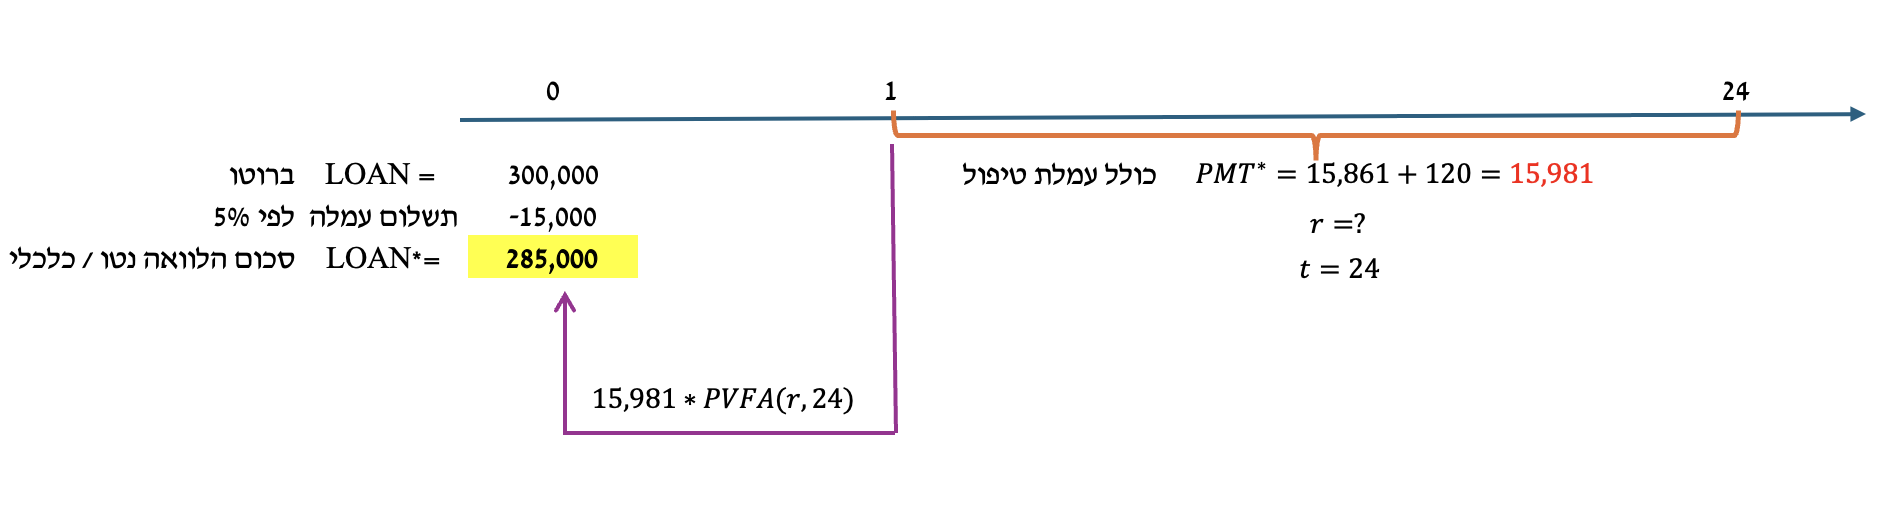 0 1 24
ברוטו LOAN = 300,000
תשלום עמלה לפי 5% -15,000
סכום הלוואה נטו / כלכלי LOAN*= 285,000
כולל עמלת טיפול PMT* = 15,861 + 120 = 15,981
r =?
t = 24
15,981 ∗ PVFA(r, 24)